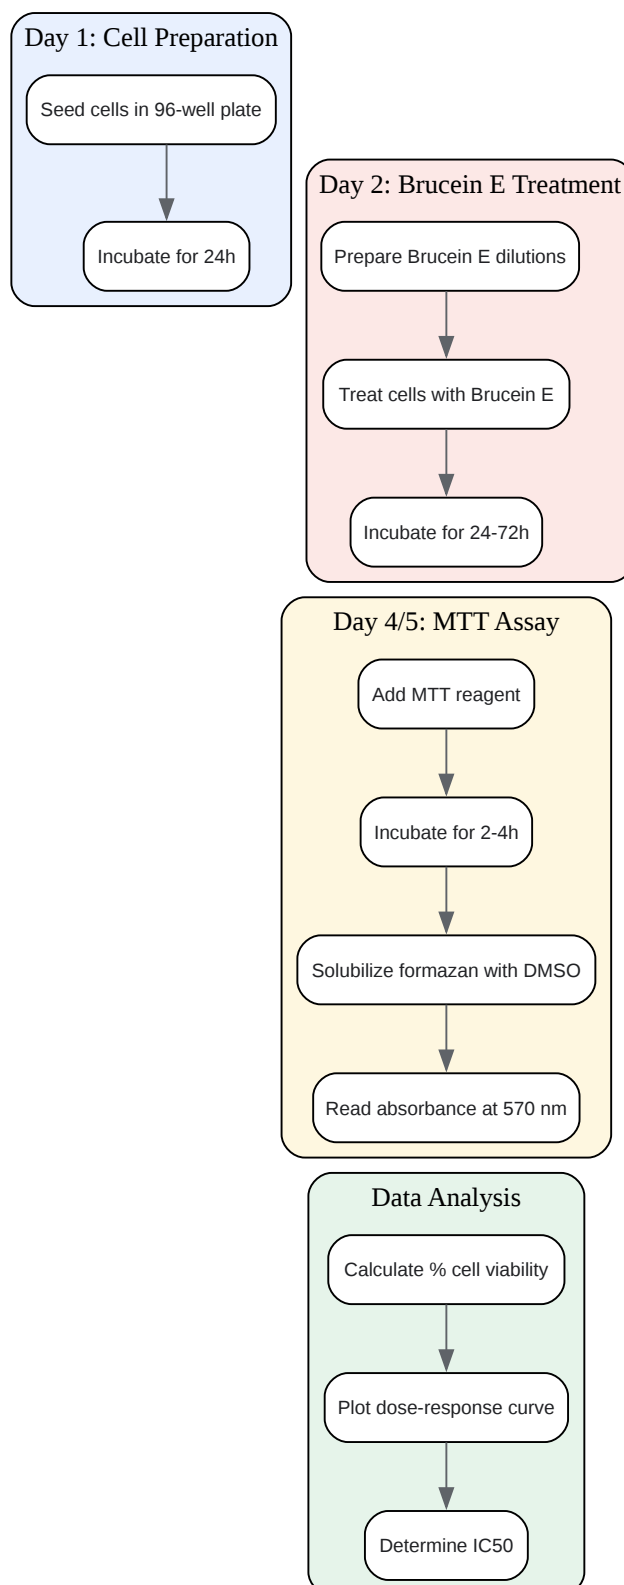 Day 1: Cell Preparation
Seed cells in 96-well plate
Incubate for 24h
Day 2: Brucein E Treatment
Prepare Brucein E dilutions
Treat cells with Brucein E
Incubate for 24-72h
Day 4/5: MTT Assay
Add MTT reagent
Incubate for 2-4h
Solubilize formazan with DMSO
Read absorbance at 570 nm
Data Analysis
Calculate % cell viability
Plot dose-response curve
Determine IC50